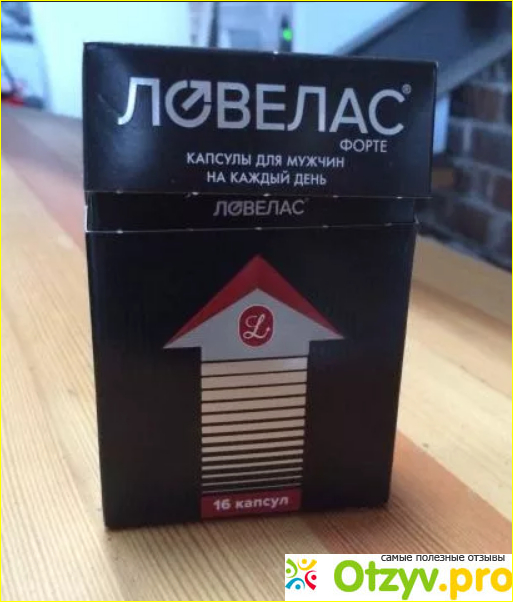 ЛОВЕЛАС®
ФОРТЕ
КАПСУЛЫ ДЛЯ МУЖЧИН
НА КАЖДЫЙ ДЕНЬ
ЛОВЕЛАС
L
16 капсул
самые полезные отзывы
Otzyv.pro